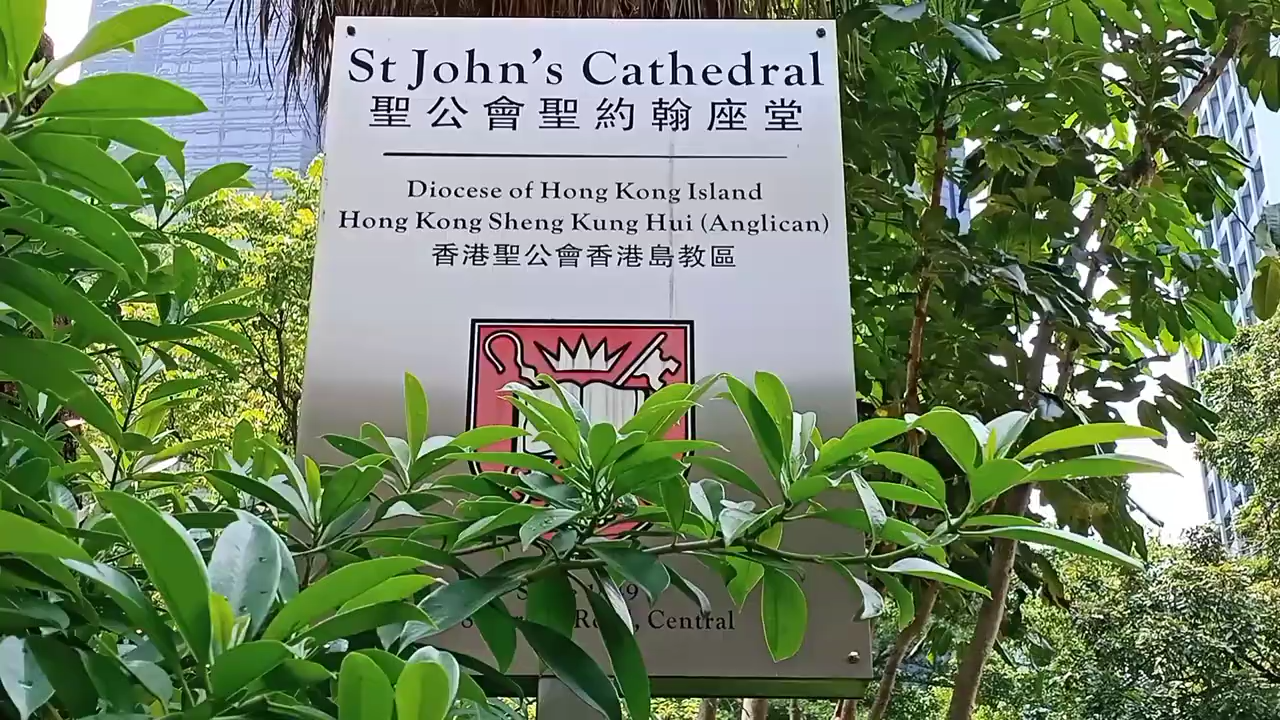 St John's Cathedral
聖公會聖約翰座堂
Diocese of Hong Kong Island
Hong Kong Sheng Kung Hui (Anglican)
香港聖公會香港島教區
Central